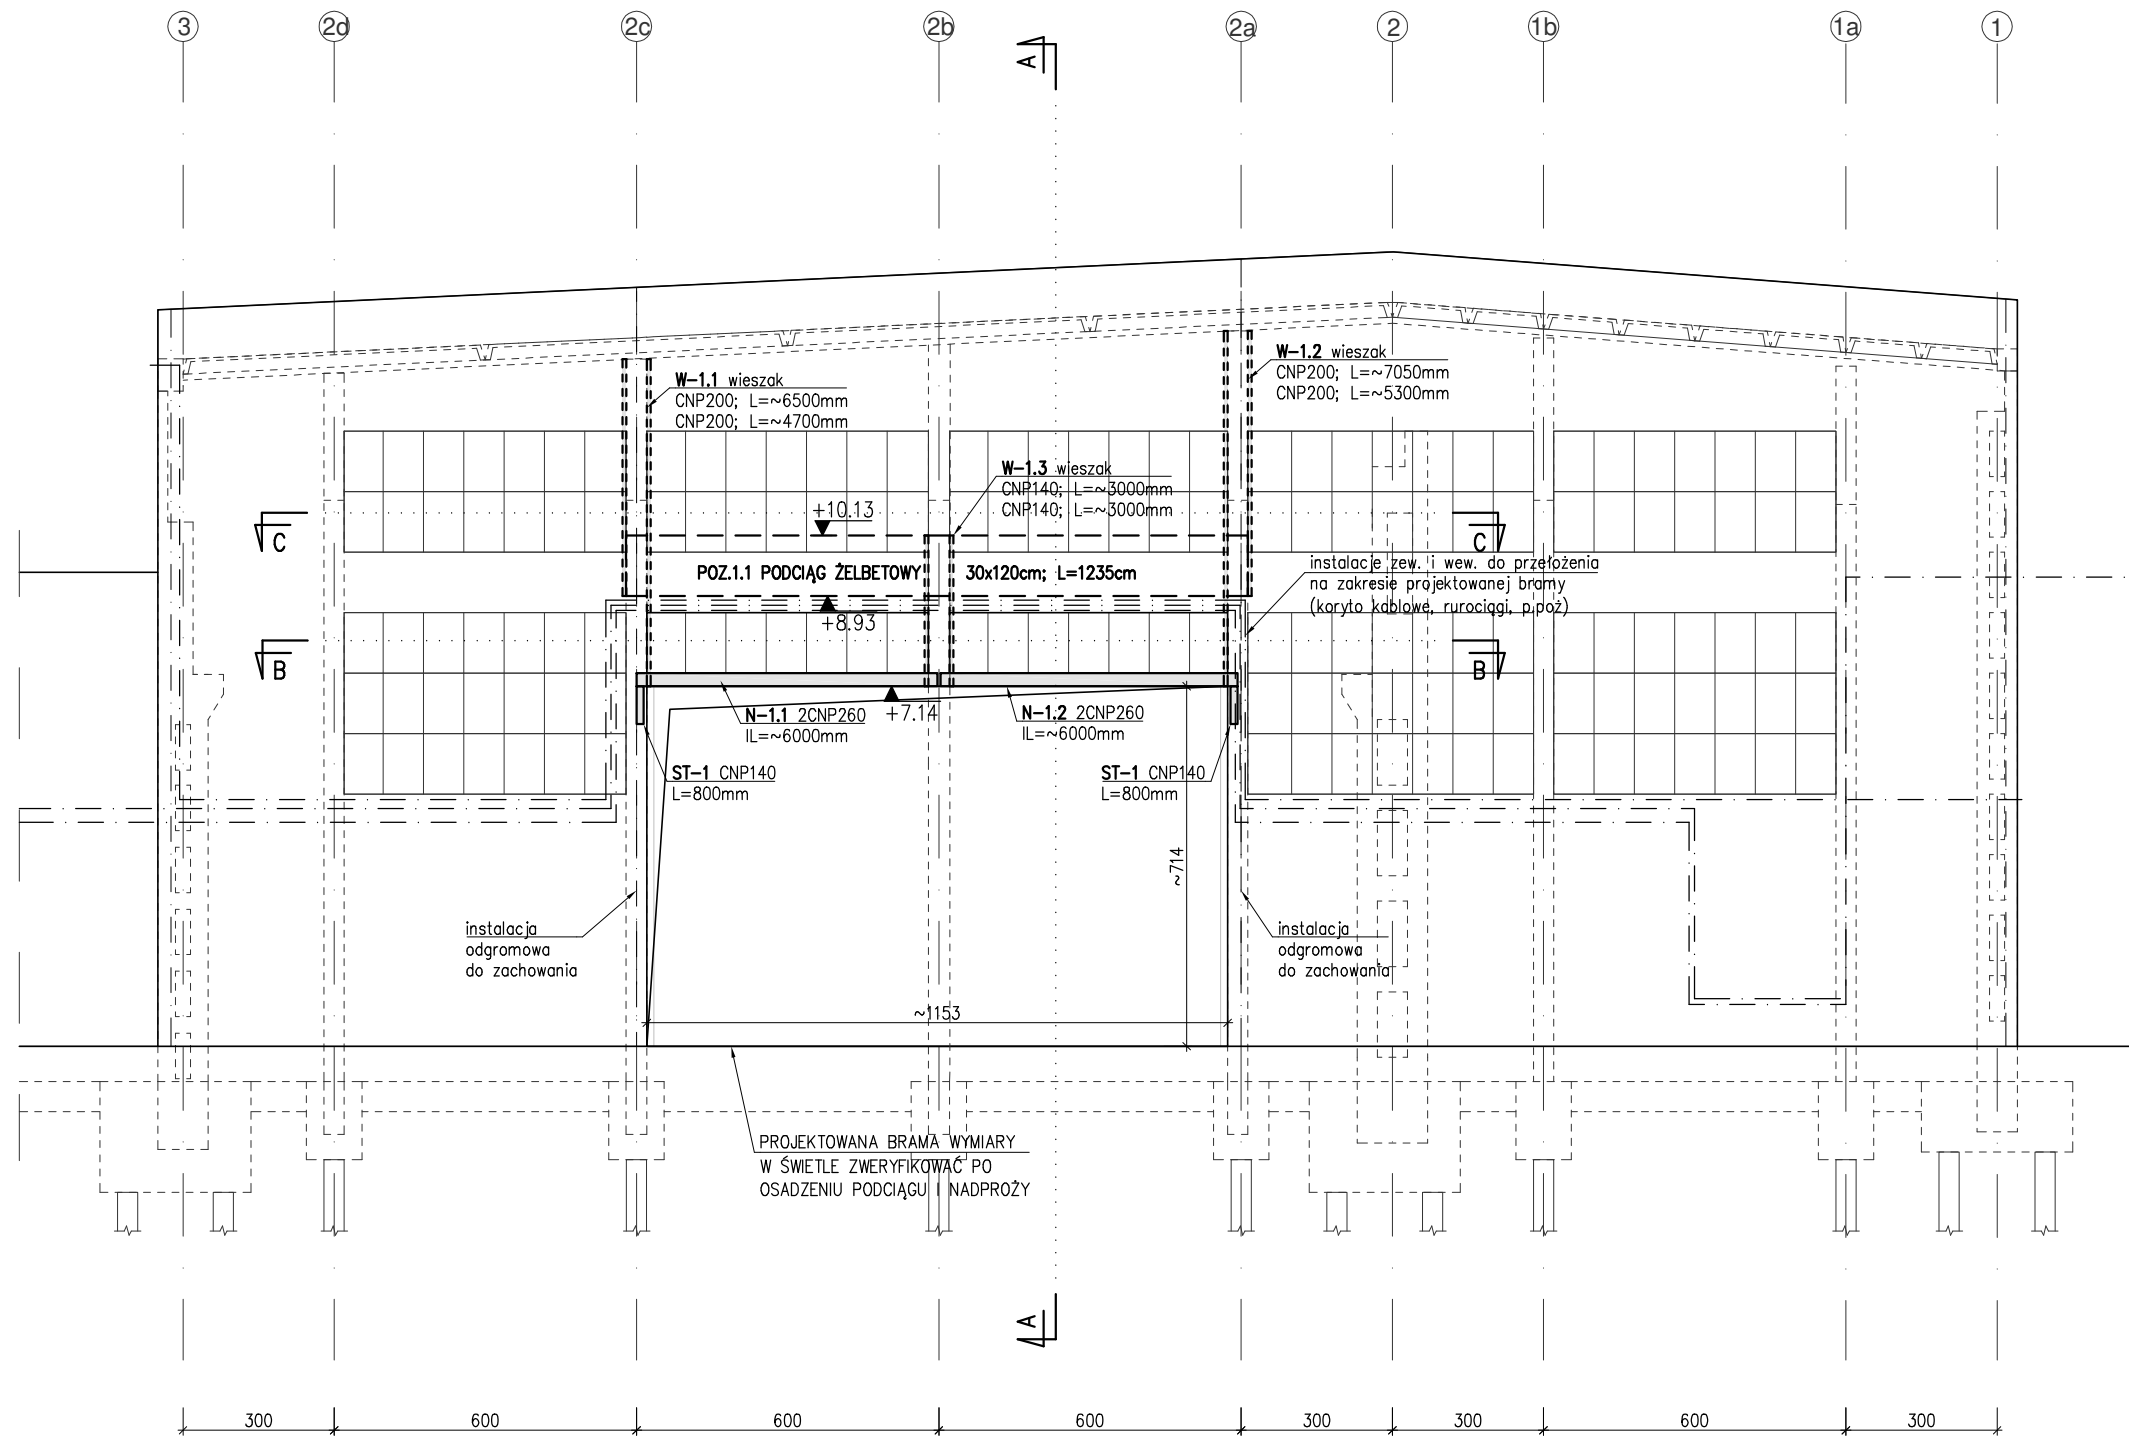 3 2d 2c 2b 2a 2 1b 1a 1
A
W-1.1 wieszak
CNP200; L=~6500mm
CNP200; L=~4700mm
W-1.2 wieszak
CNP200; L=~7050mm
CNP200; L=~5300mm
W-1.3 wieszak
CNP140; L=~3000mm
CNP140; L=~3000mm
+10.13
C
C
instalacje zew. i wew. do przełożenia
na zakresie projektowanej bramy
(koryto kablowe, rurociągi, p.poż)
POZ.1.1 PODCIĄG ŻELBETOWY 30x120cm; L=1235cm
+8.93
B
B
N-1.1 2CNP260
lL=~6000mm
+7.14
N-1.2 2CNP260
lL=~6000mm
ST-1 CNP140
L=800mm
ST-1 CNP140
L=800mm
~714
instalacja
odgromowa
do zachowania
instalacja
odgromowa
do zachowania
~1153
PROJEKTOWANA BRAMA WYMIARY
W ŚWIETLE ZWERYFIKOWAĆ PO
OSADZENIU PODCIĄGU I NADPROŻY
A
300 600 600 600 300 300 600 300